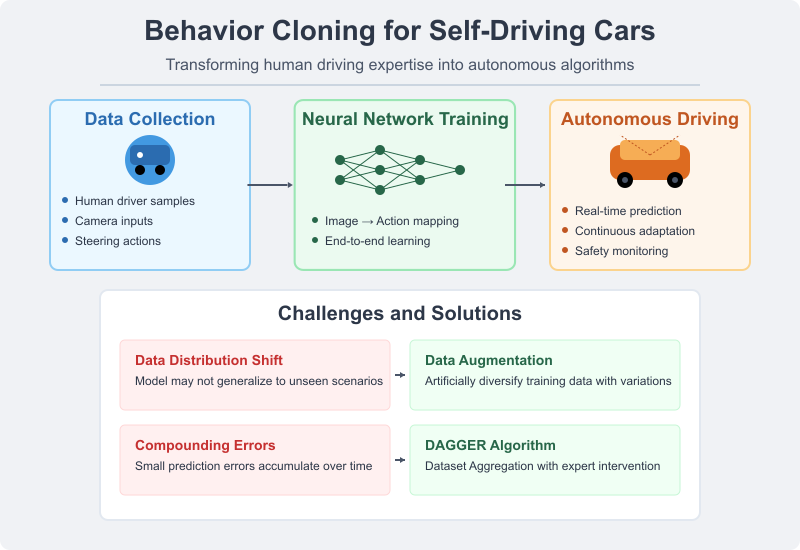 Behavior Cloning for Self-Driving Cars
Transforming human driving expertise into autonomous algorithms
Data Collection
Human driver samples
Camera inputs
Steering actions
Neural Network Training
Image → Action mapping
End-to-end learning
Autonomous Driving
Real-time prediction
Continuous adaptation
Safety monitoring
Challenges and Solutions
Data Distribution Shift
Model may not generalize to unseen scenarios
Data Augmentation
Artificially diversify training data with variations
Compounding Errors
Small prediction errors accumulate over time
DAGGER Algorithm
Dataset Aggregation with expert intervention